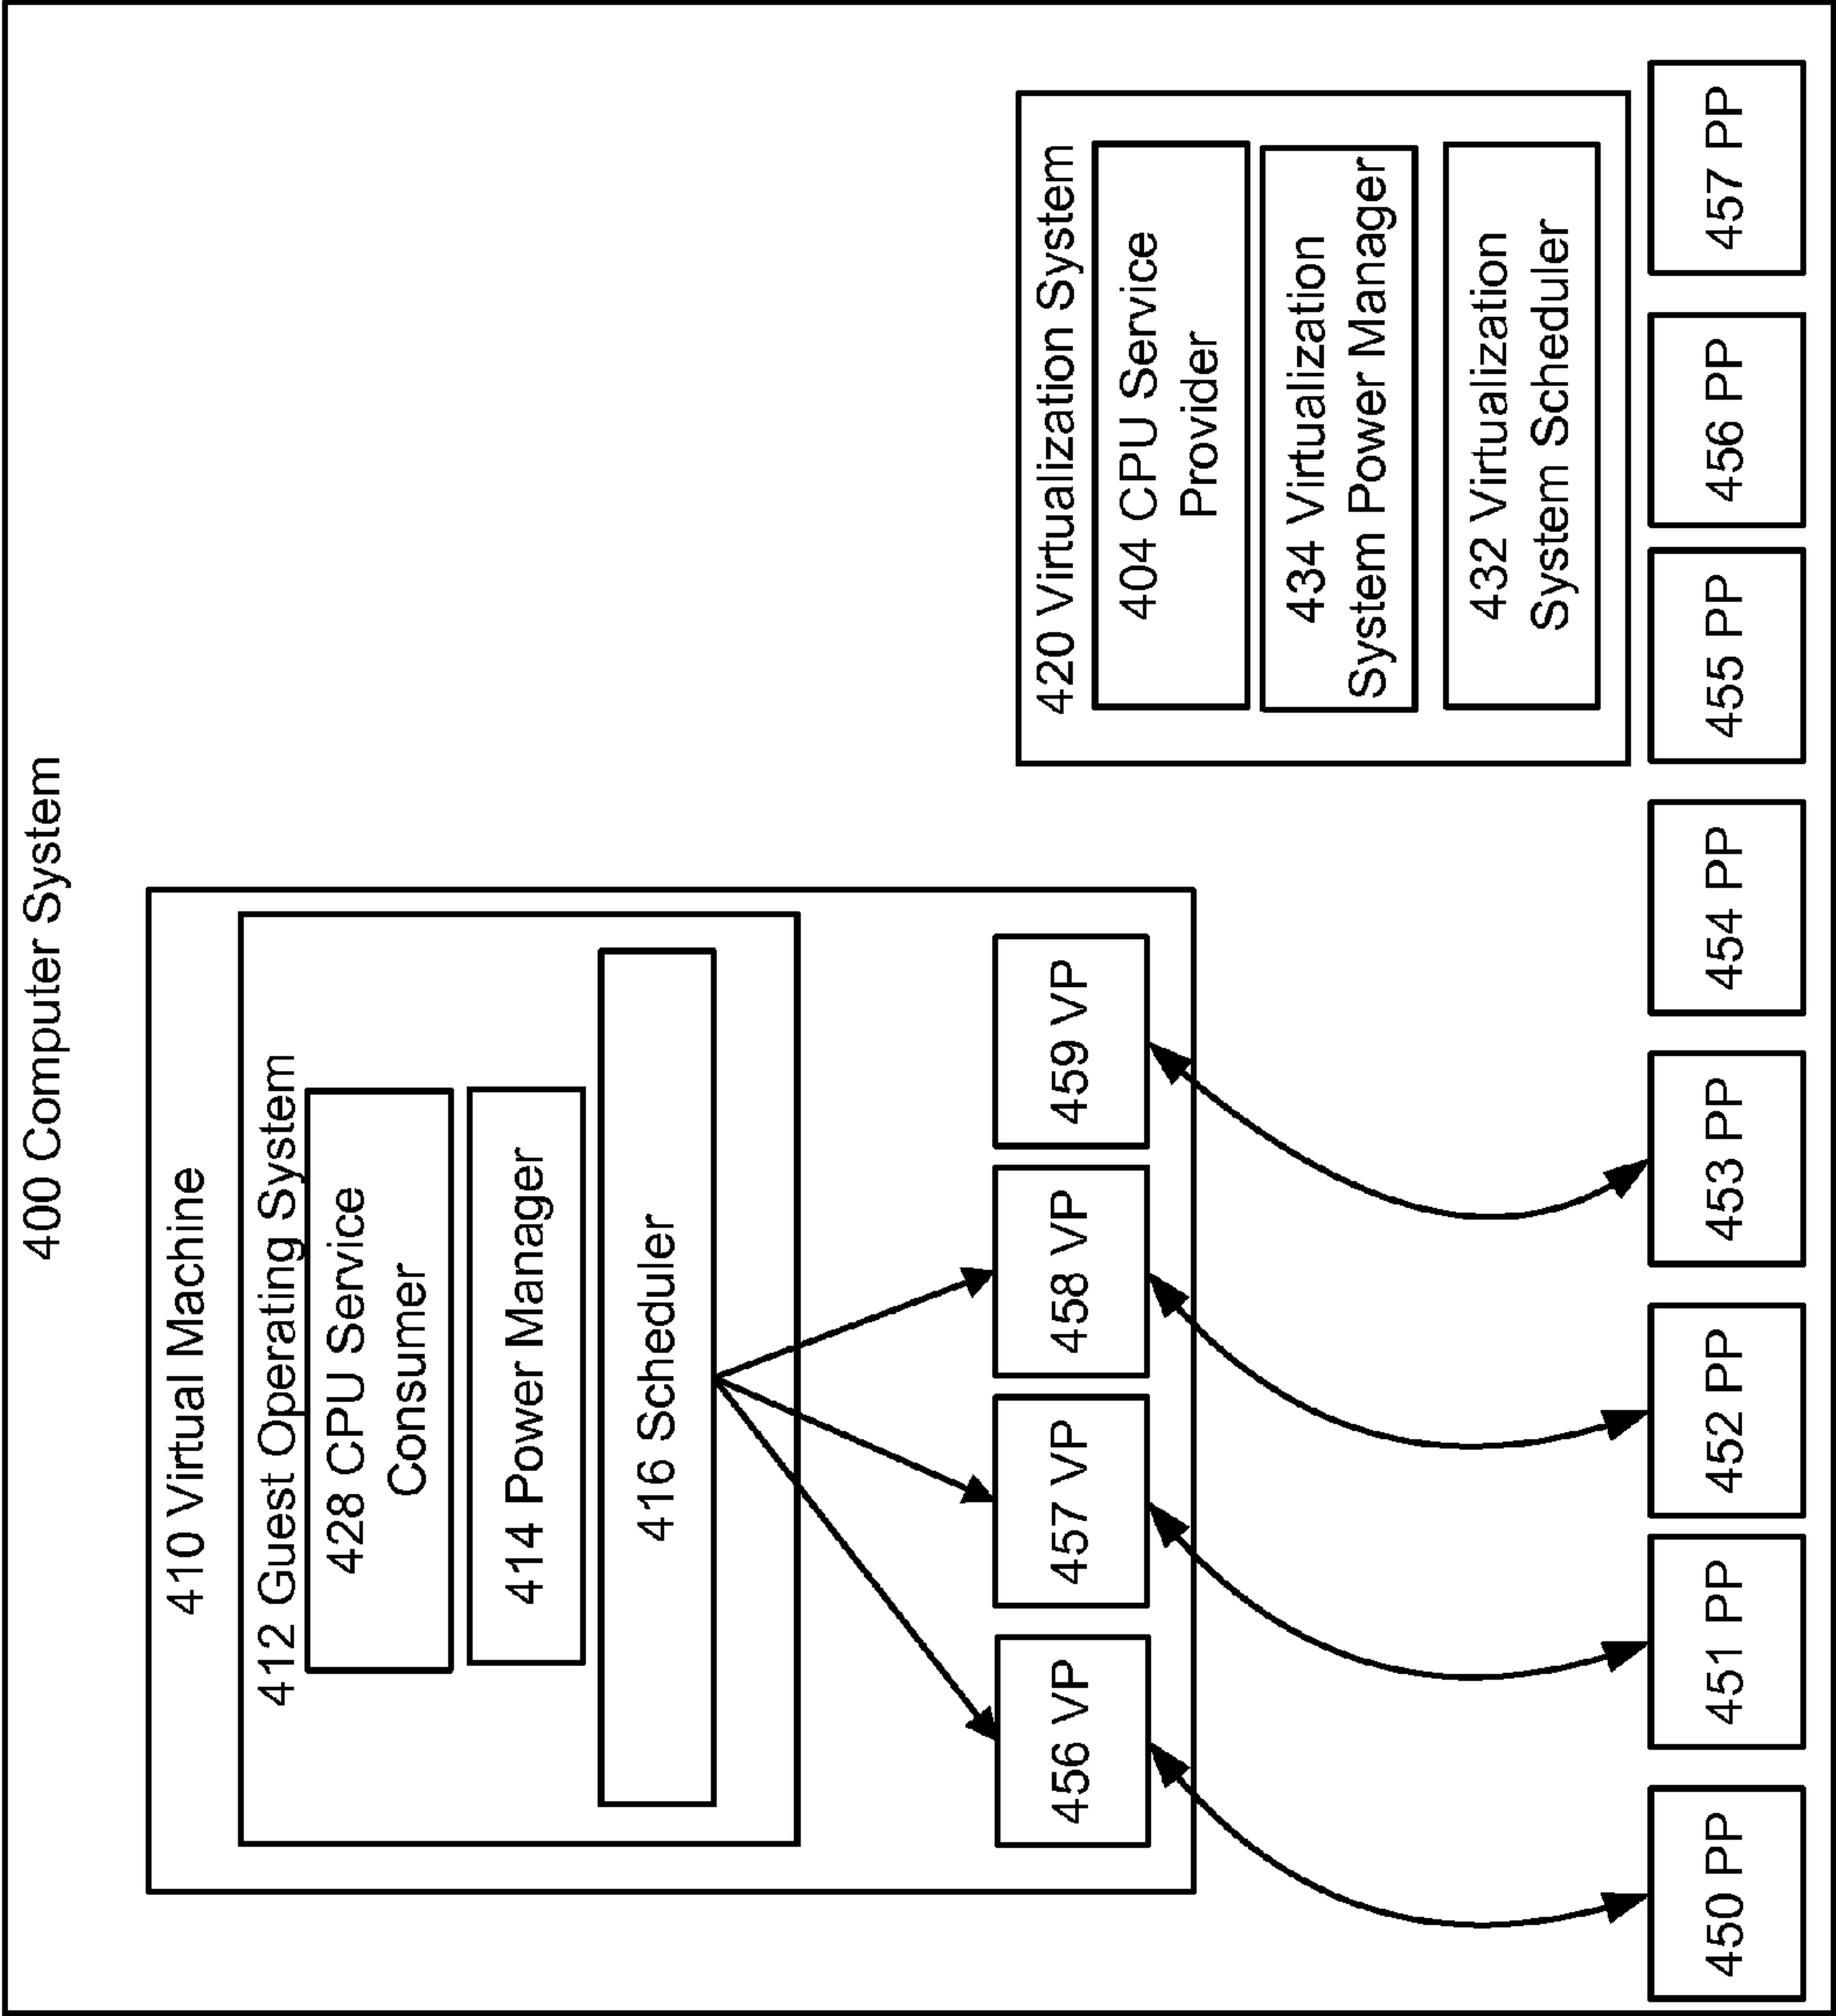 400 Computer System
410 Virtual Machine
412 Guest Operating System
428 CPU Service
Consumer
414 Power Manager
416 Scheduler
456 VP
457 VP
458 VP
459 VP
420 Virtualization System
404 CPU Service
Provider
434 Virtualization
System Power Manager
432 Virtualization
System Scheduler
450 PP
451 PP
452 PP
453 PP
454 PP
455 PP
456 PP
457 PP